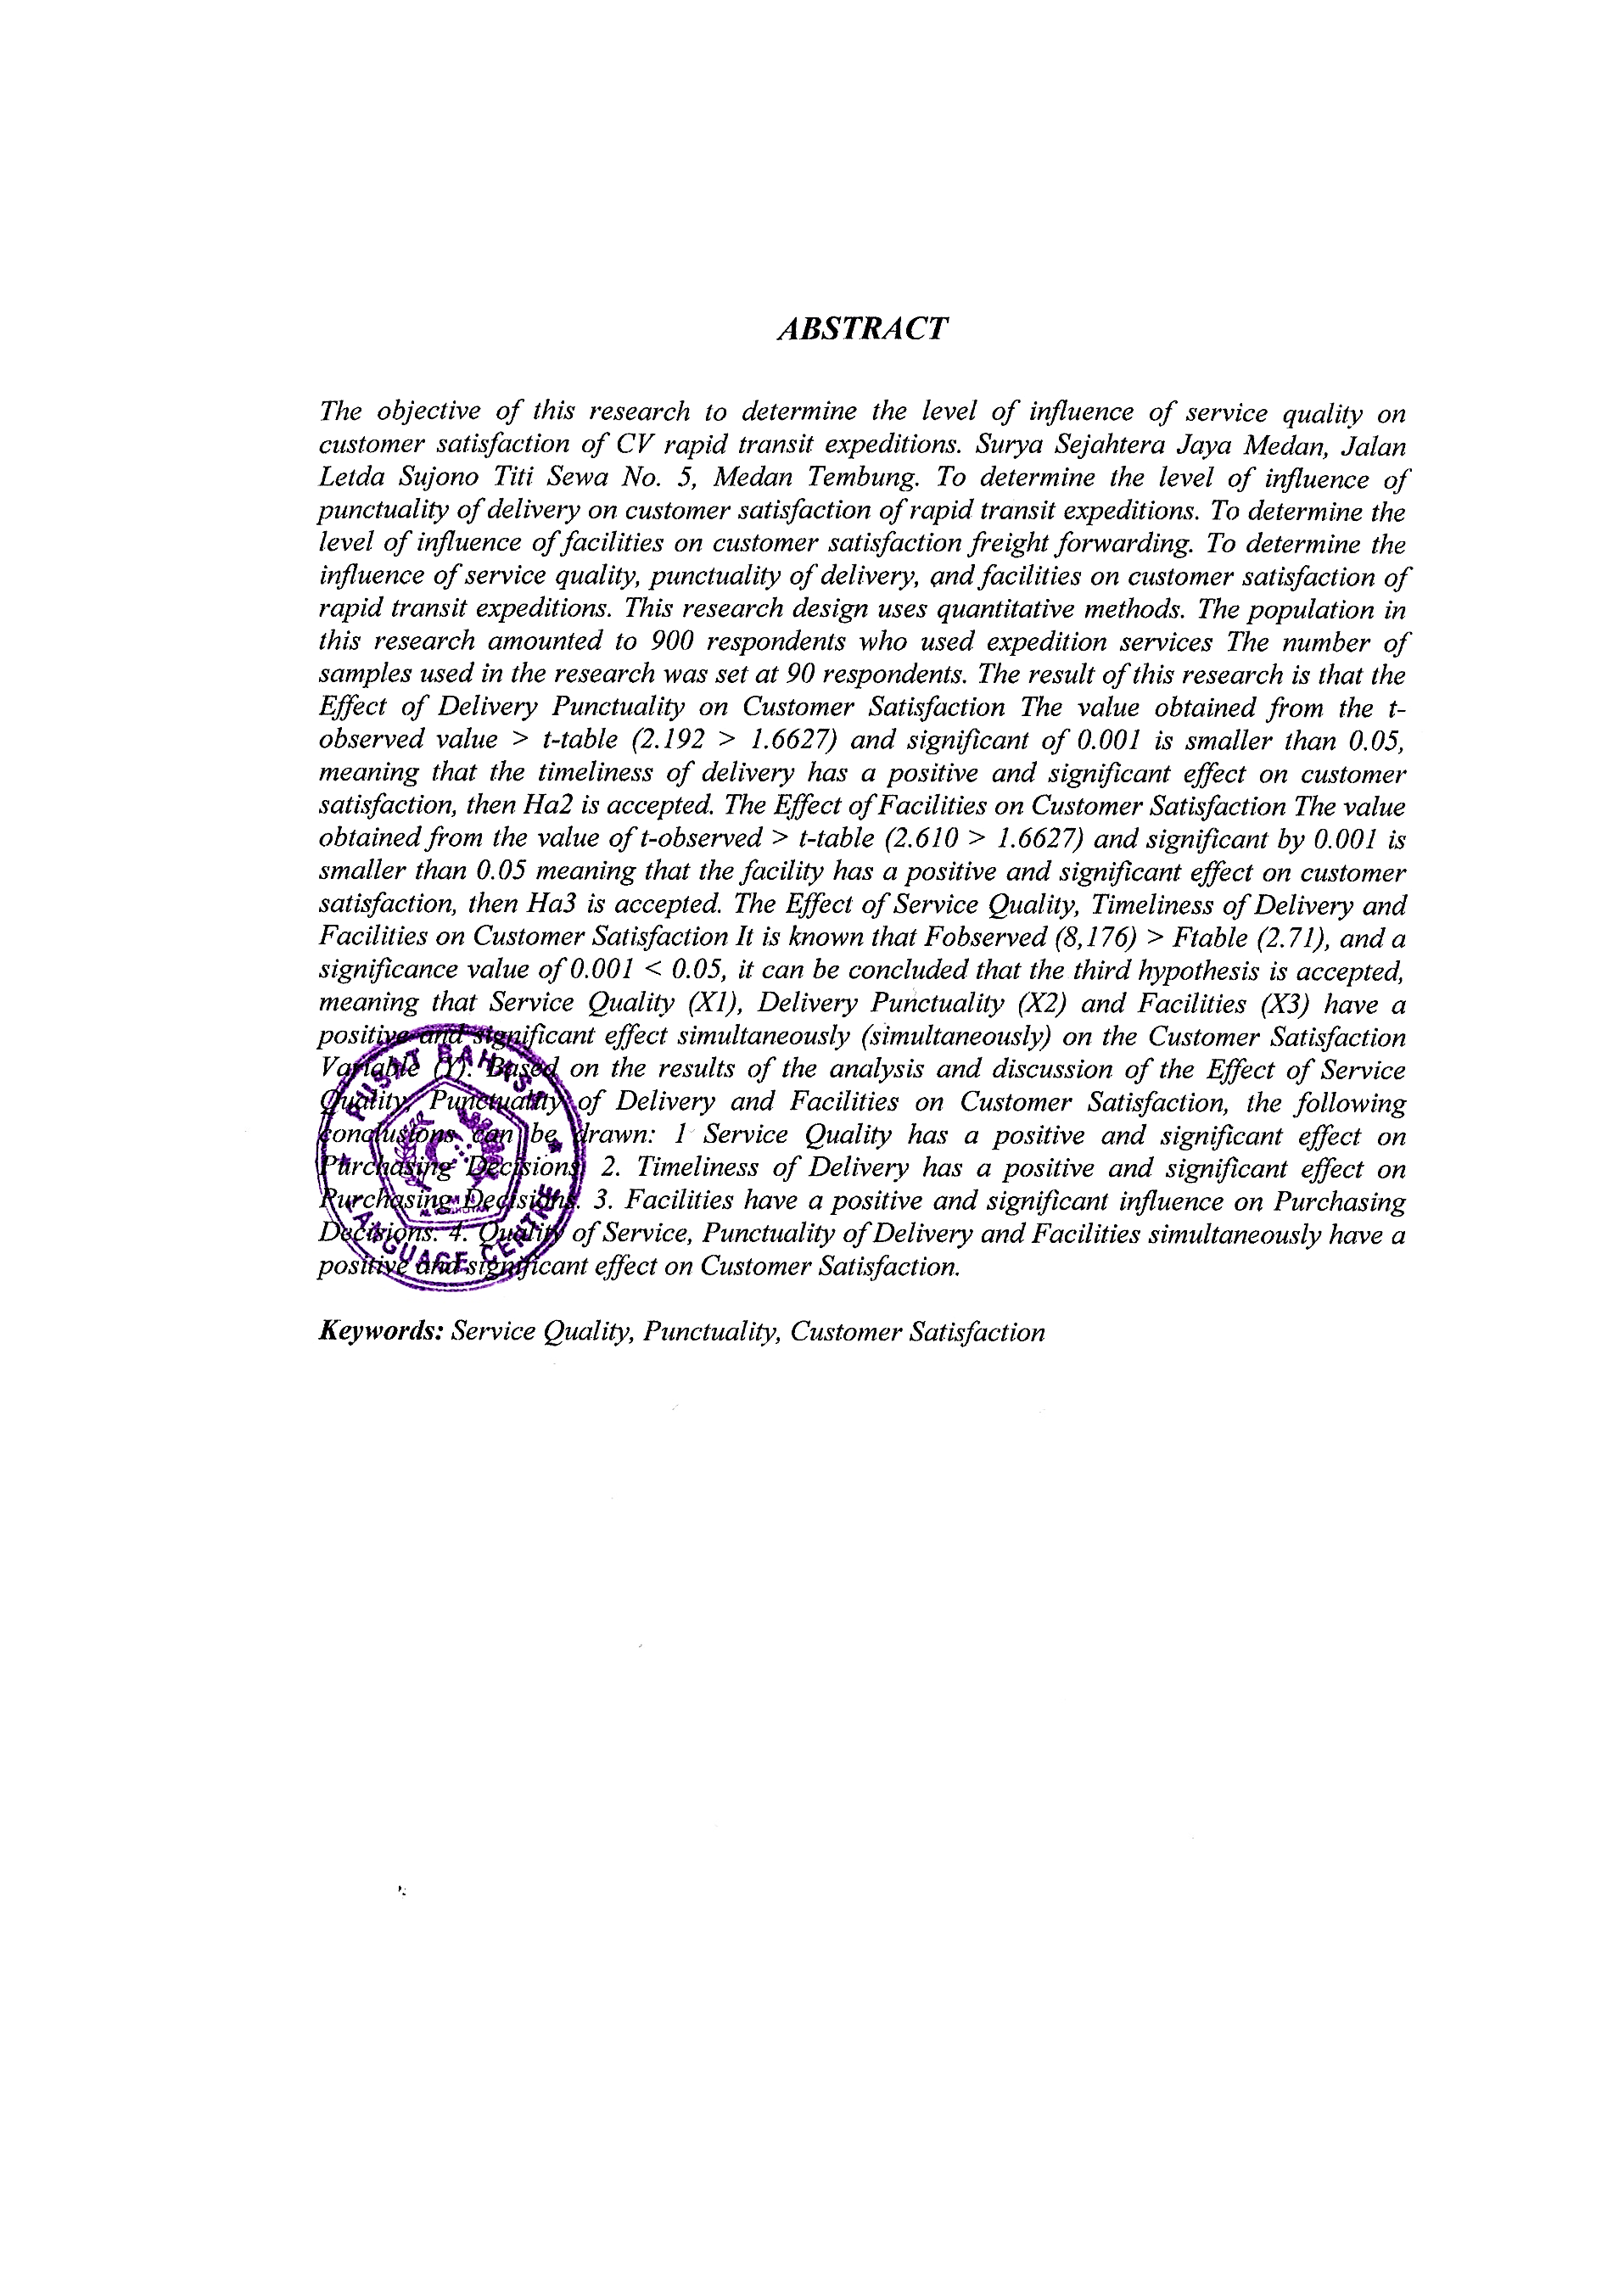 ABSTRACT
The objective of this research to determine the level of influence of service quality on
customer satisfaction of CV rapid transit expeditions. Surya Sejahtera Jaya Medan, Jalan
Letda Sujono Titi Sewa No. 5, Medan Tembung. To determine the level of influence of
punctuality of delivery on customer satisfaction of rapid transit expeditions. To determine the
level of influence of facilities on customer satisfaction freight forwarding. To determine the
influence of service quality, punctuality of delivery, and facilities on customer satisfaction of
rapid transit expeditions. This research design uses quantitative methods. The population in
this research amounted to 900 respondents who used expedition services The number of
samples used in the research was set at 90 respondents. The result of this research is that the
Effect of Delivery Punctuality on Customer Satisfaction The value obtained from the t-
observed value > t-table (2.192 > 1.6627) and significant of 0.001 is smaller than 0.05,
meaning that the timeliness of delivery has a positive and significant effect on customer
satisfaction, then Ha2 is accepted. The Effect of Facilities on Customer Satisfaction The value
obtained from the value of t-observed > t-table (2.610 > 1.6627) and significant by 0.001 is
smaller than 0.05 meaning that the facility has a positive and significant effect on customer
satisfaction, then Ha3 is accepted. The Effect of Service Quality, Timeliness of Delivery and
Facilities on Customer Satisfaction It is known that Fobserved (8,176) > Ftable (2.71), and a
significance value of 0.001 < 0.05, it can be concluded that the third hypothesis is accepted,
meaning that Service Quality (X1), Delivery Punctuality (X2) and Facilities (X3) have a
positive and significant effect simultaneously (simultaneously) on the Customer Satisfaction
Variable (Y). Based on the results of the analysis and discussion of the Effect of Service
Quality, Punctuality of Delivery and Facilities on Customer Satisfaction, the following
conclusions can be drawn: 1 Service Quality has a positive and significant effect on
Purchasing Decisions 2. Timeliness of Delivery has a positive and significant effect on
Purchasing Decisions. 3. Facilities have a positive and significant influence on Purchasing
Decisions. 4. Quality of Service, Punctuality of Delivery and Facilities simultaneously have a
positive and significant effect on Customer Satisfaction.
Keywords: Service Quality, Punctuality, Customer Satisfaction
PUSAT BAHASA
LANGUAGE CENTRE